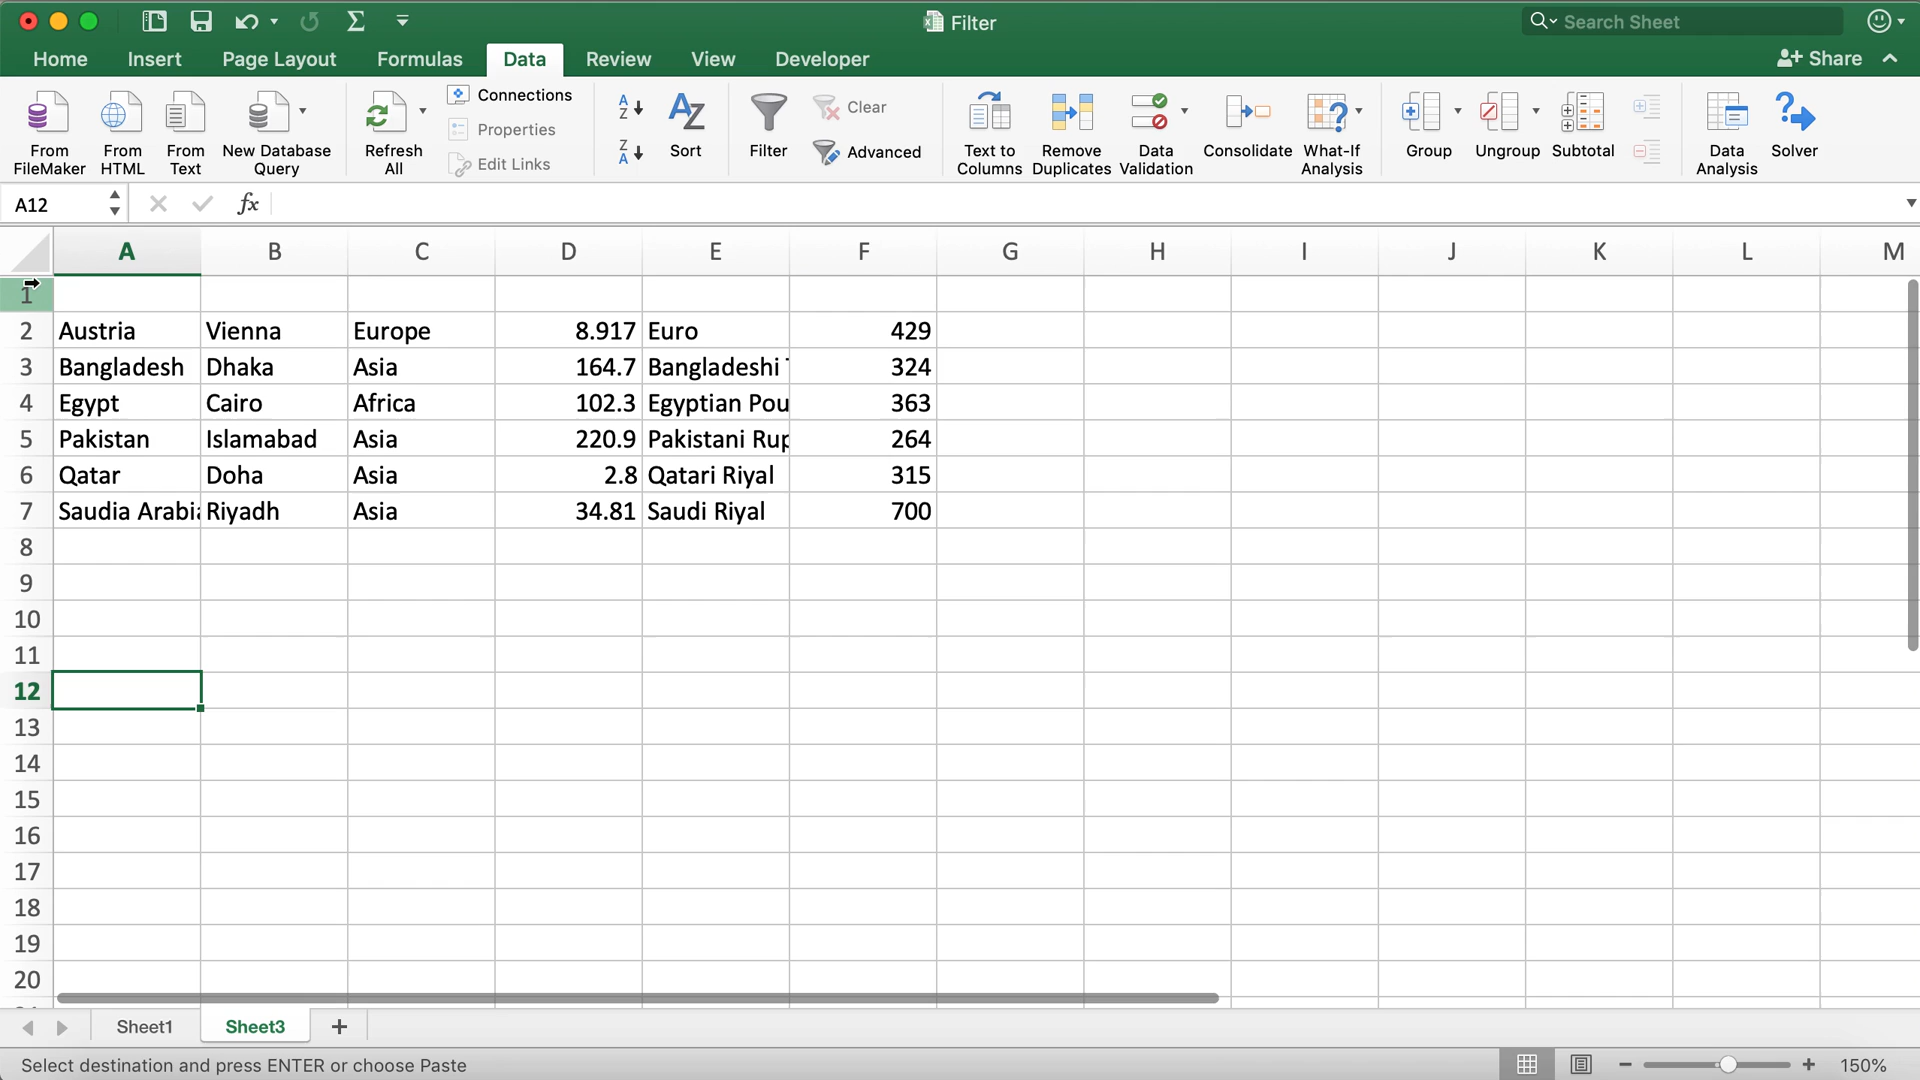 Filter
Search Sheet
Home Insert Page Layout Formulas Data Review View Developer
Share
From FileMaker
From HTML
From Text
New Database Query
Refresh All
Connections
Properties
Edit Links
Sort
Filter
Clear
Advanced
Text to Columns
Remove Duplicates
Data Validation
Consolidate
What-If Analysis
Group
Ungroup
Subtotal
Data Analysis
Solver
A12 fx
A B C D E F G H I J K L M
1
2 Austria Vienna Europe 8.917 Euro 429
3 Bangladesh Dhaka Asia 164.7 Bangladeshi 324
4 Egypt Cairo Africa 102.3 Egyptian Pou 363
5 Pakistan Islamabad Asia 220.9 Pakistani Rup 264
6 Qatar Doha Asia 2.8 Qatari Riyal 315
7 Saudia Arabia Riyadh Asia 34.81 Saudi Riyal 700
8
9
10
11
12
13
14
15
16
17
18
19
20
Sheet1 Sheet3
Select destination and press ENTER or choose Paste
150%